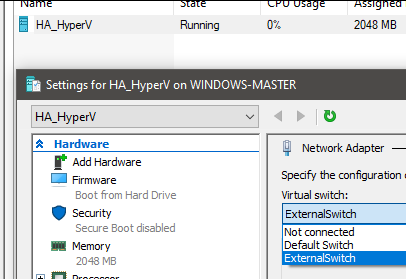 Name State CPU Usage Assigned
HA_HyperV Running 0% 2048 MB
Settings for HA_HyperV on WINDOWS-MASTER
HA_HyperV
Hardware
Add Hardware
Firmware
Boot from Hard Drive
Security
Secure Boot disabled
Memory
2048 MB
Processor
Network Adapter
Specify the configuration
Virtual switch:
ExternalSwitch
Not connected
Default Switch
ExternalSwitch